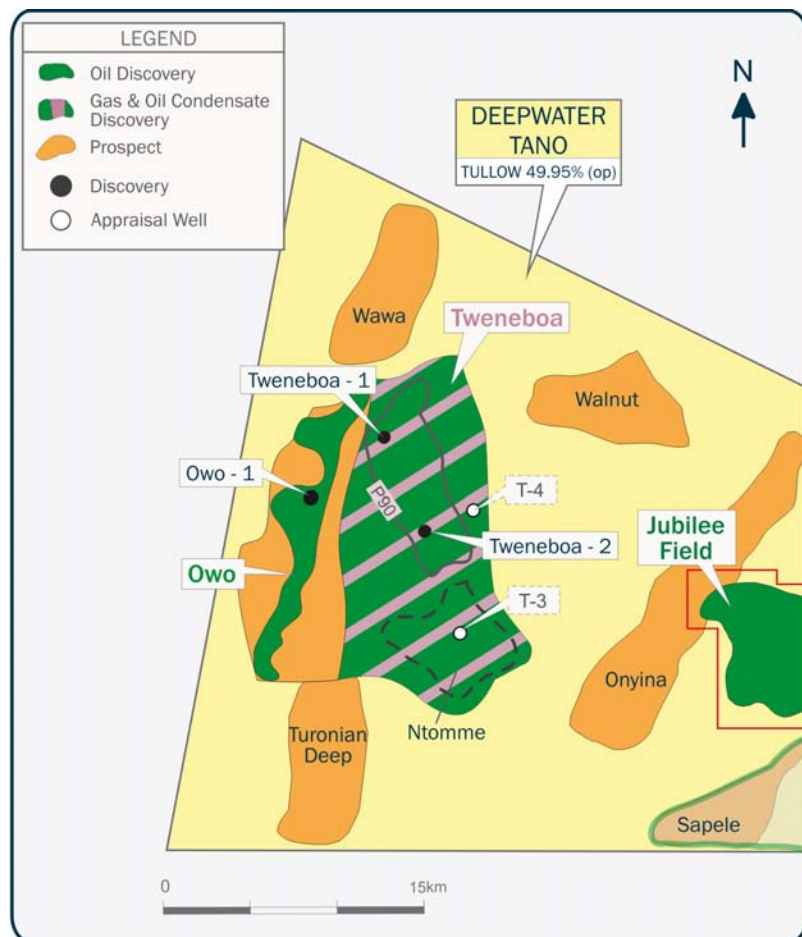 LEGEND
Oil Discovery
Gas & Oil Condensate
Discovery
Prospect
Discovery
Appraisal Well
N
DEEPWATER
TANO
TULLOW 49.95% (op)
Wawa
Tweneboa
Tweneboa - 1
Walnut
Owo - 1
P90
T-4
Jubilee
Field
Tweneboa - 2
Owo
T-3
Onyina
Ntomme
Turonian
Deep
Sapele
0
15km